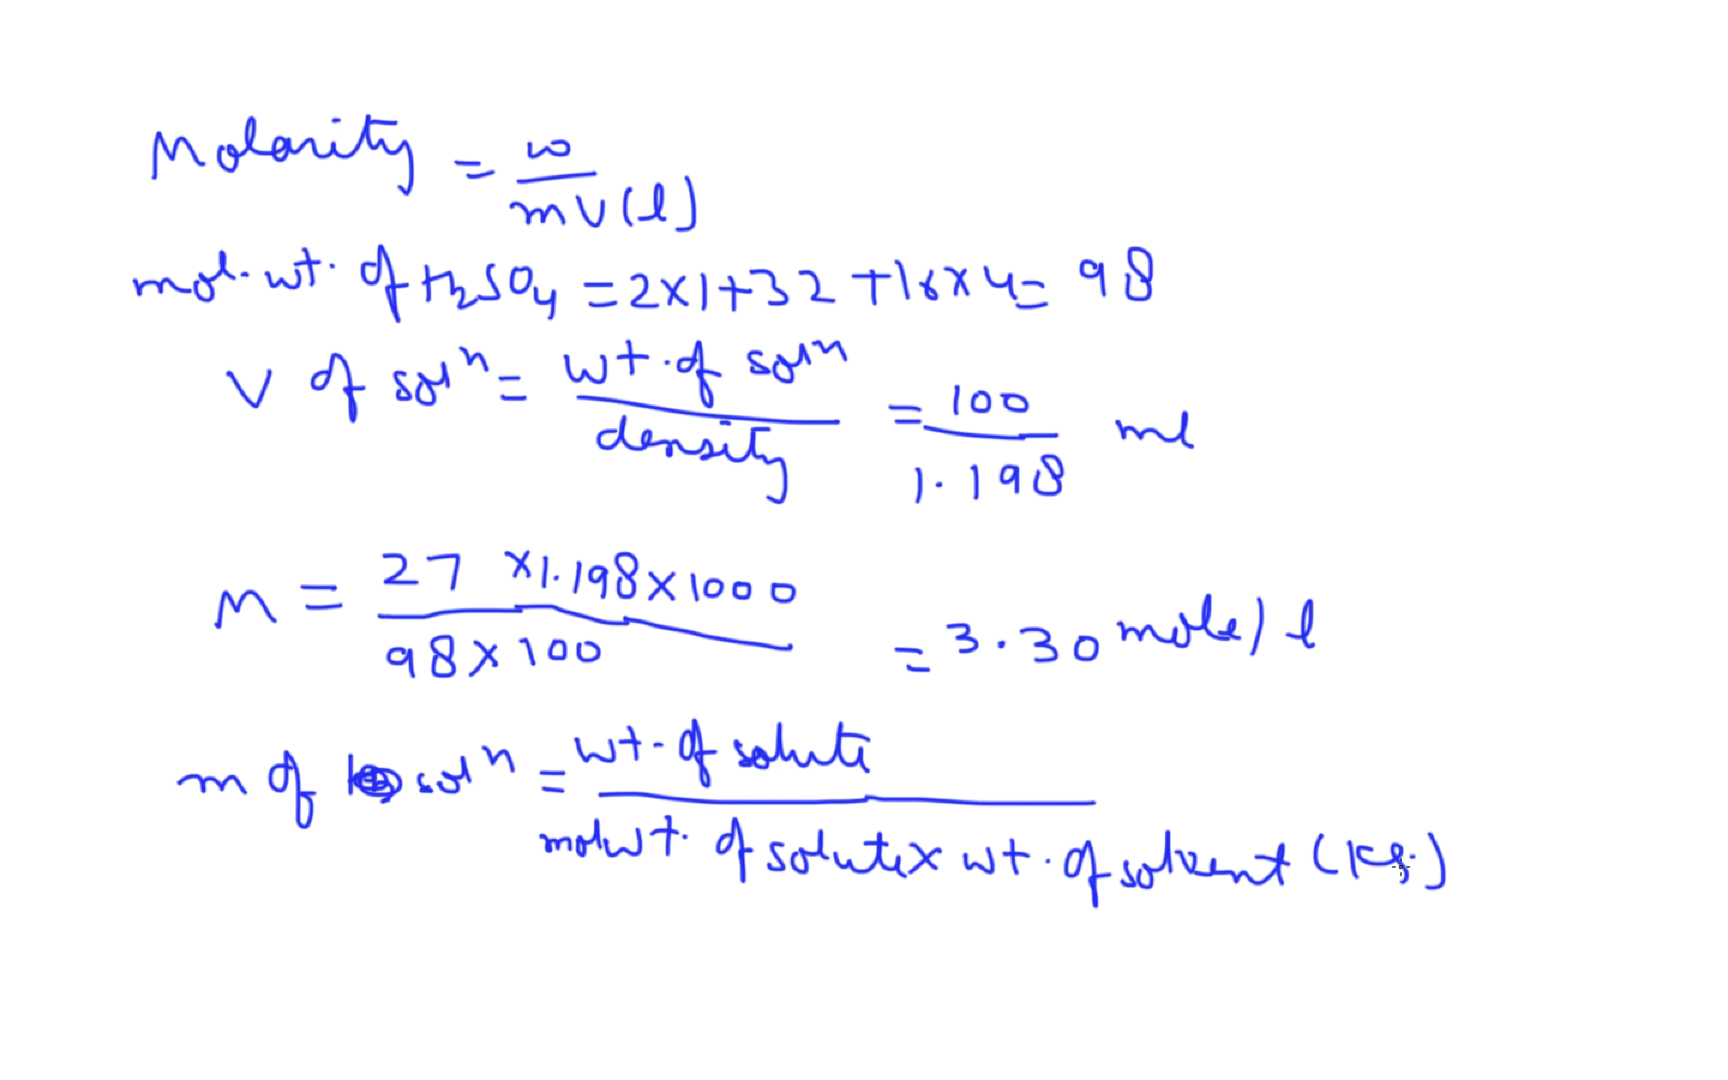 Molarity = w / m V(l)
mol. wt. of H2SO4 = 2×1+32+16×4= 98
V of solⁿ = wt. of solⁿ / density = 100 / 1.198 ml
M = 27 ×1.198×1000 / 98×100 = 3.30 mole/l
m of solⁿ = wt. of solute / molwt. of solute× wt. of solvent (Kg.)